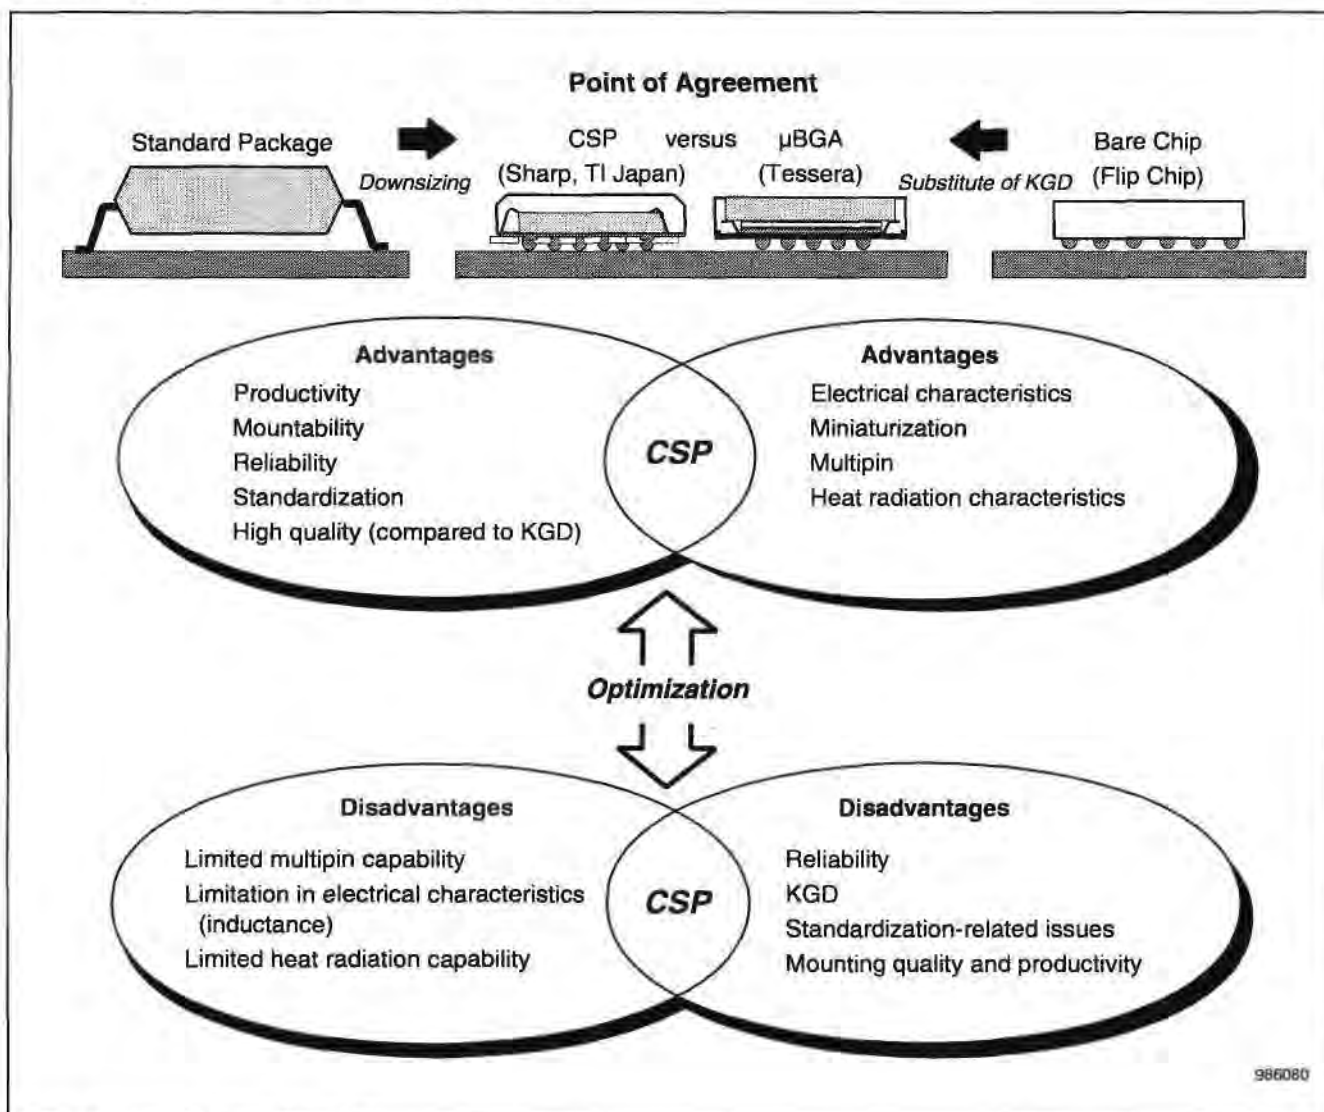 Point of Agreement
Standard Package
Downsizing
CSP versus μBGA
(Sharp, TI Japan) (Tessera)
Substitute of KGD
Bare Chip
(Flip Chip)
Advantages
Productivity
Mountability
Reliability
Standardization
High quality (compared to KGD)
CSP
Advantages
Electrical characteristics
Miniaturization
Multipin
Heat radiation characteristics
Optimization
Disadvantages
Limited multipin capability
Limitation in electrical characteristics
(inductance)
Limited heat radiation capability
CSP
Disadvantages
Reliability
KGD
Standardization-related issues
Mounting quality and productivity
986080